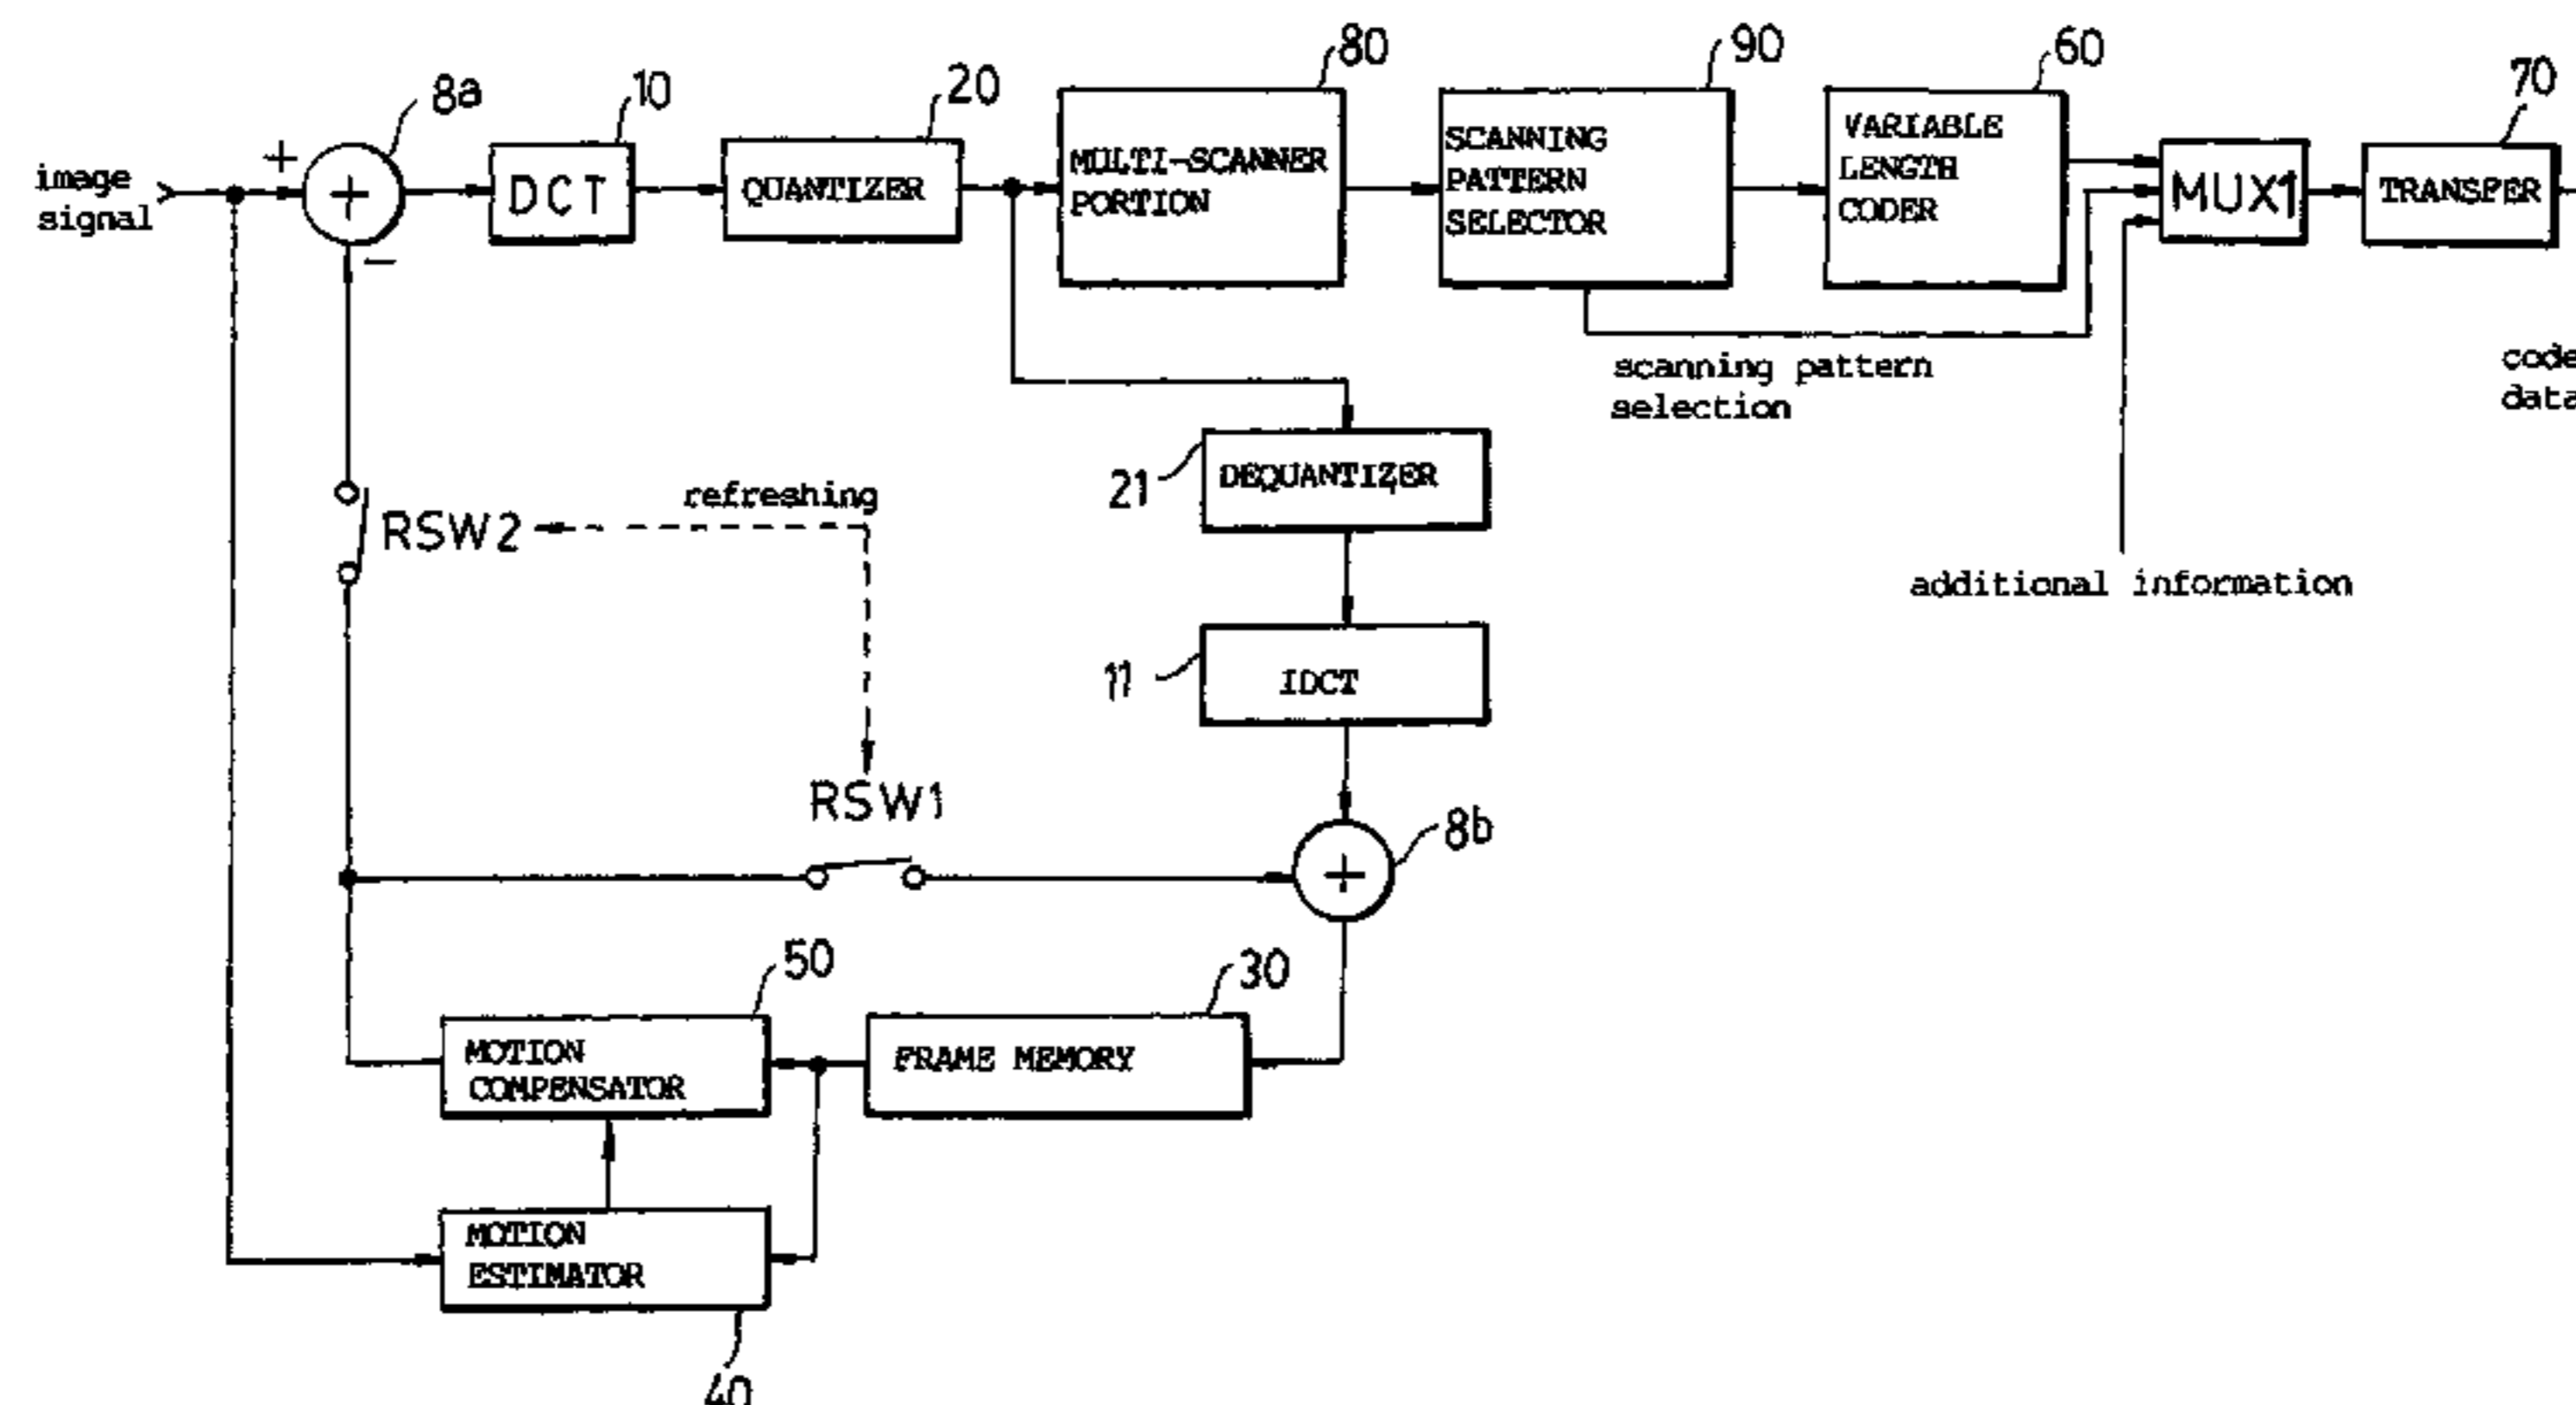 80
90
60
70
8a
10
20
+
image
signal
+
DCT
QUANTIZER
MULTI-SCANNER
PORTION
SCANNING
PATTERN
SELECTOR
VARIABLE
LENGTH
CODER
MUX1
TRANSFER
−
scanning pattern
selection
code
data
21
DEQUANTIZER
refreshing
RSW2
additional information
11
IDCT
RSW1
8b
+
50
30
MOTION
COMPENSATOR
FRAME MEMORY
MOTION
ESTIMATOR
40